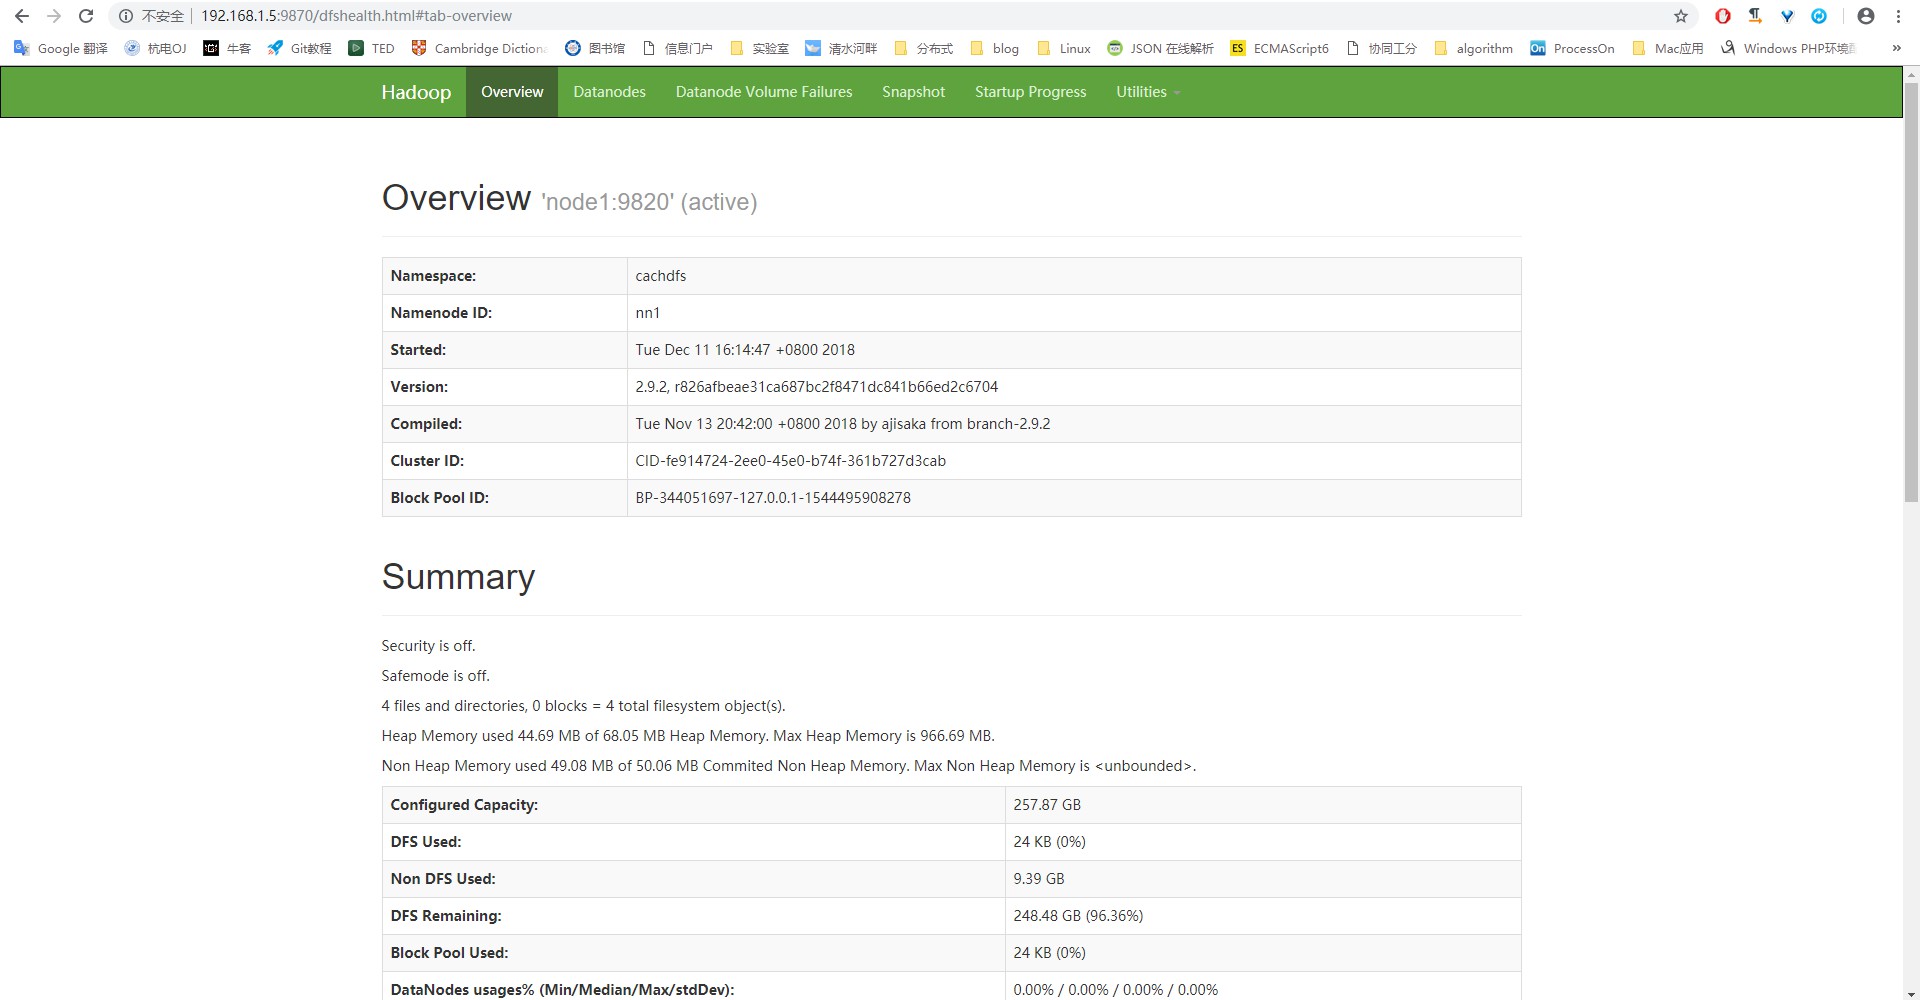 不安全 192.168.1.5:9870/dfshealth.html#tab-overview
Google 翻译 杭电OJ 牛客 Git教程 TED Cambridge Dictiona 图书馆 信息门户 实验室 清水河畔 分布式 blog Linux JSON 在线解析 ES ECMAScript6 协同工分 algorithm On ProcessOn Mac应用 Windows PHP环境 »
Hadoop Overview Datanodes Datanode Volume Failures Snapshot Startup Progress Utilities
Overview 'node1:9820' (active)
Namespace: cachdfs
Namenode ID: nn1
Started: Tue Dec 11 16:14:47 +0800 2018
Version: 2.9.2, r826afbeae31ca687bc2f8471dc841b66ed2c6704
Compiled: Tue Nov 13 20:42:00 +0800 2018 by ajisaka from branch-2.9.2
Cluster ID: CID-fe914724-2ee0-45e0-b74f-361b727d3cab
Block Pool ID: BP-344051697-127.0.0.1-1544495908278
Summary
Security is off.
Safemode is off.
4 files and directories, 0 blocks = 4 total filesystem object(s).
Heap Memory used 44.69 MB of 68.05 MB Heap Memory. Max Heap Memory is 966.69 MB.
Non Heap Memory used 49.08 MB of 50.06 MB Commited Non Heap Memory. Max Non Heap Memory is <unbounded>.
Configured Capacity: 257.87 GB
DFS Used: 24 KB (0%)
Non DFS Used: 9.39 GB
DFS Remaining: 248.48 GB (96.36%)
Block Pool Used: 24 KB (0%)
DataNodes usages% (Min/Median/Max/stdDev): 0.00% / 0.00% / 0.00% / 0.00%